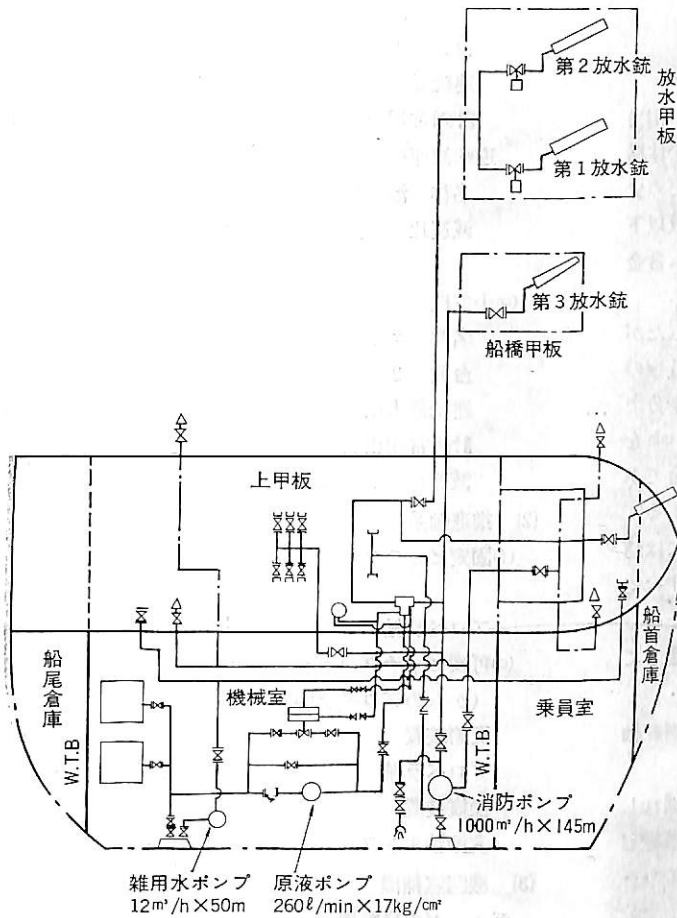 第2放水銃
放水甲板
第1放水銃
第3放水銃
船橋甲板
上甲板
船尾倉庫
W.T.B
機械室
W.T.B
乗員室
船首倉庫
消防ポンプ
1000㎥/h×145m
雑用水ポンプ
12㎥/h×50m
原液ポンプ
260ℓ/min×17kg/c㎡